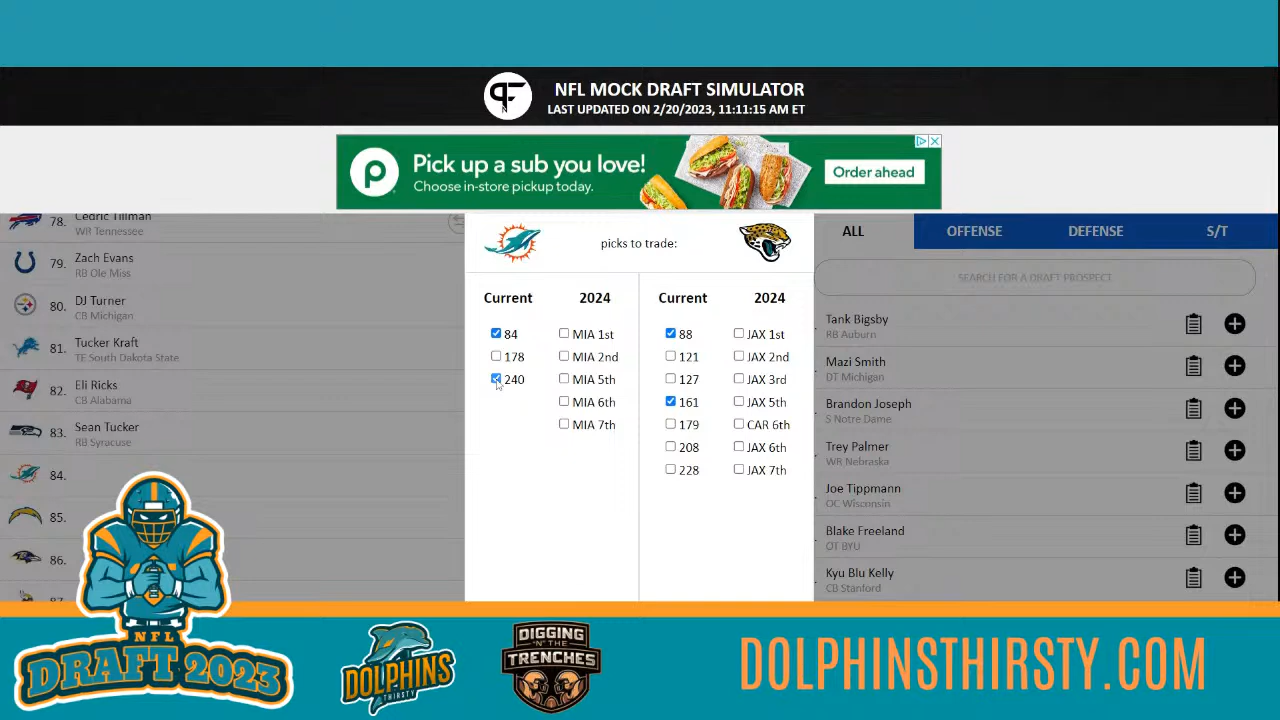 NFL MOCK DRAFT SIMULATOR
LAST UPDATED ON 2/20/2023, 11:11:15 AM ET
Pick up a sub you love!
Choose in-store pickup today.
Order ahead
78. Cedric Tillman
WR Tennessee
79. Zach Evans
RB Ole Miss
80. DJ Turner
CB Michigan
81. Tucker Kraft
TE South Dakota State
82. Eli Ricks
CB Alabama
83. Sean Tucker
RB Syracuse
84.
85.
86.
87.
picks to trade:
Current 2024
84 MIA 1st
178 MIA 2nd
240 MIA 5th
MIA 6th
MIA 7th
Current 2024
88 JAX 1st
121 JAX 2nd
127 JAX 3rd
161 JAX 5th
179 CAR 6th
208 JAX 6th
228 JAX 7th
ALL OFFENSE DEFENSE S/T
SEARCH FOR A DRAFT PROSPECT
Tank Bigsby
RB Auburn
Mazi Smith
DT Michigan
Brandon Joseph
S Notre Dame
Trey Palmer
WR Nebraska
Joe Tippmann
OC Wisconsin
Blake Freeland
OT BYU
Kyu Blu Kelly
CB Stanford
NFL
DRAFT 2023
DOLPHINS
THIRSTY
DIGGING
"N" THE
TRENCHES
DOLPHINSTHIRSTY.COM